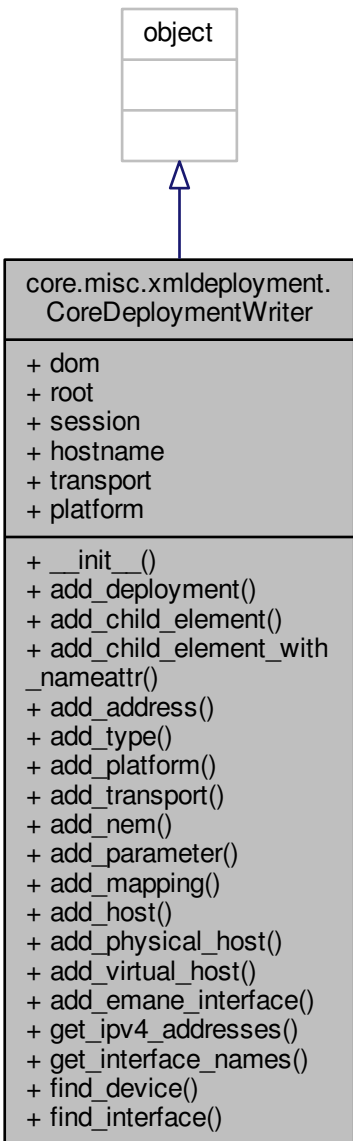 object
core.misc.xmldeployment.
CoreDeploymentWriter
+ dom
+ root
+ session
+ hostname
+ transport
+ platform
+ __init__()
+ add_deployment()
+ add_child_element()
+ add_child_element_with
_nameattr()
+ add_address()
+ add_type()
+ add_platform()
+ add_transport()
+ add_nem()
+ add_parameter()
+ add_mapping()
+ add_host()
+ add_physical_host()
+ add_virtual_host()
+ add_emane_interface()
+ get_ipv4_addresses()
+ get_interface_names()
+ find_device()
+ find_interface()